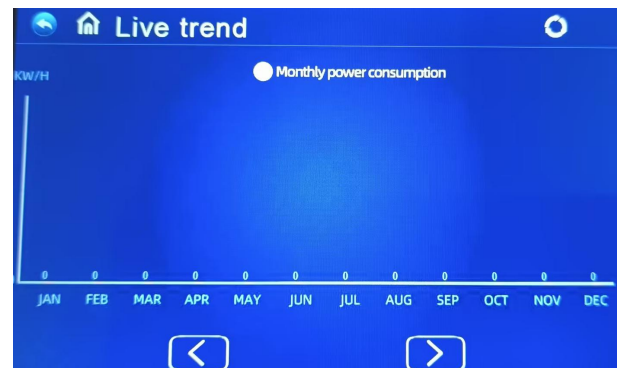 Live trend
KW/H
Monthly power consumption
0 0 0 0 0 0 0 0 0 0 0 0
JAN FEB MAR APR MAY JUN JUL AUG SEP OCT NOV DEC